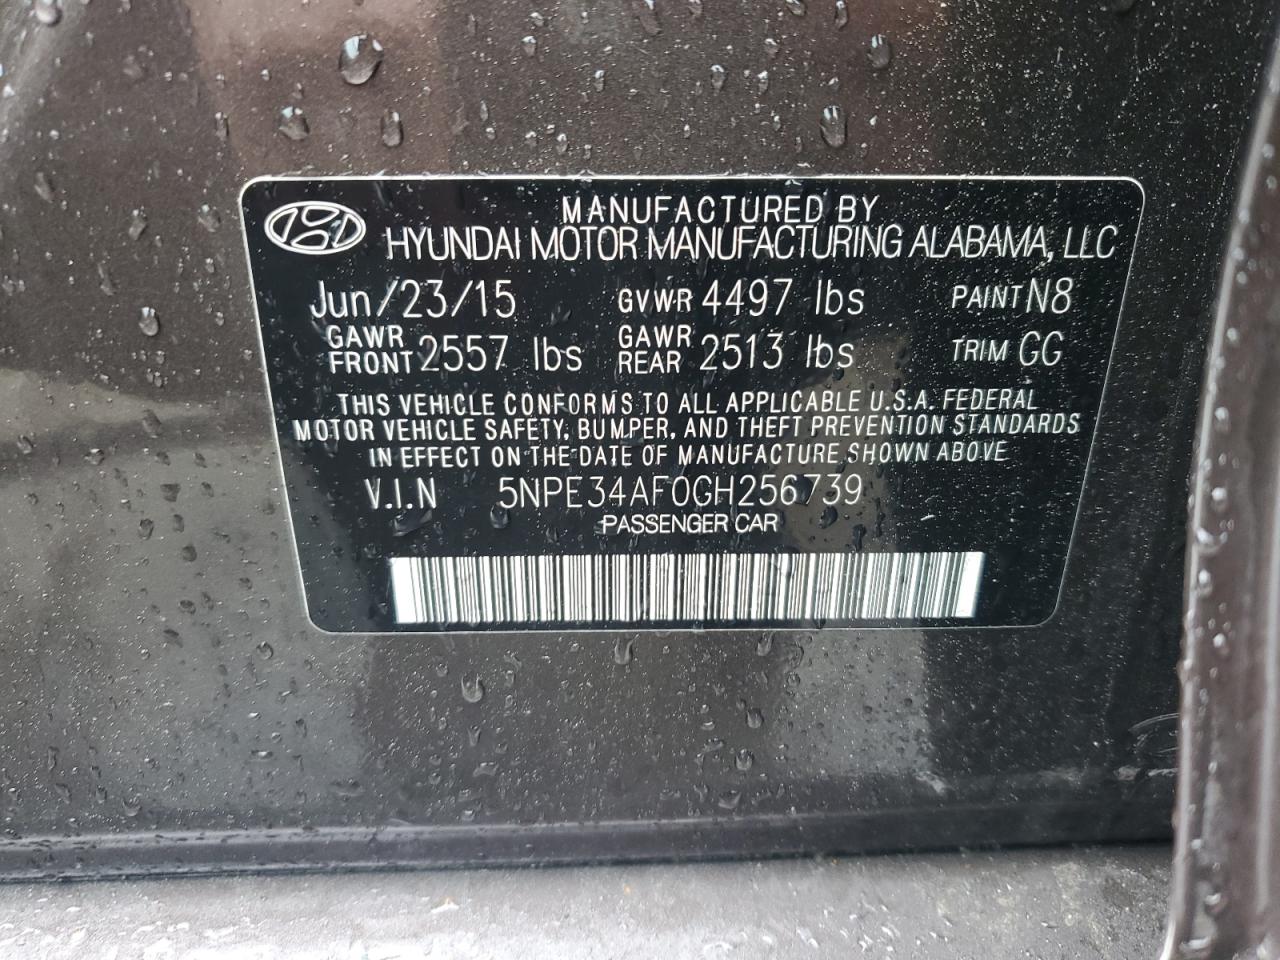 MANUFACTURED BY
HYUNDAI MOTOR MANUFACTURING ALABAMA, LLC
Jun/23/15 GVWR 4497 lbs PAINT N8
GAWR FRONT 2557 lbs GAWR REAR 2513 lbs TRIM GG
THIS VEHICLE CONFORMS TO ALL APPLICABLE U.S.A. FEDERAL
MOTOR VEHICLE SAFETY, BUMPER, AND THEFT PREVENTION STANDARDS
IN EFFECT ON THE DATE OF MANUFACTURE SHOWN ABOVE
V.I.N 5NPE34AF0GH256739
PASSENGER CAR